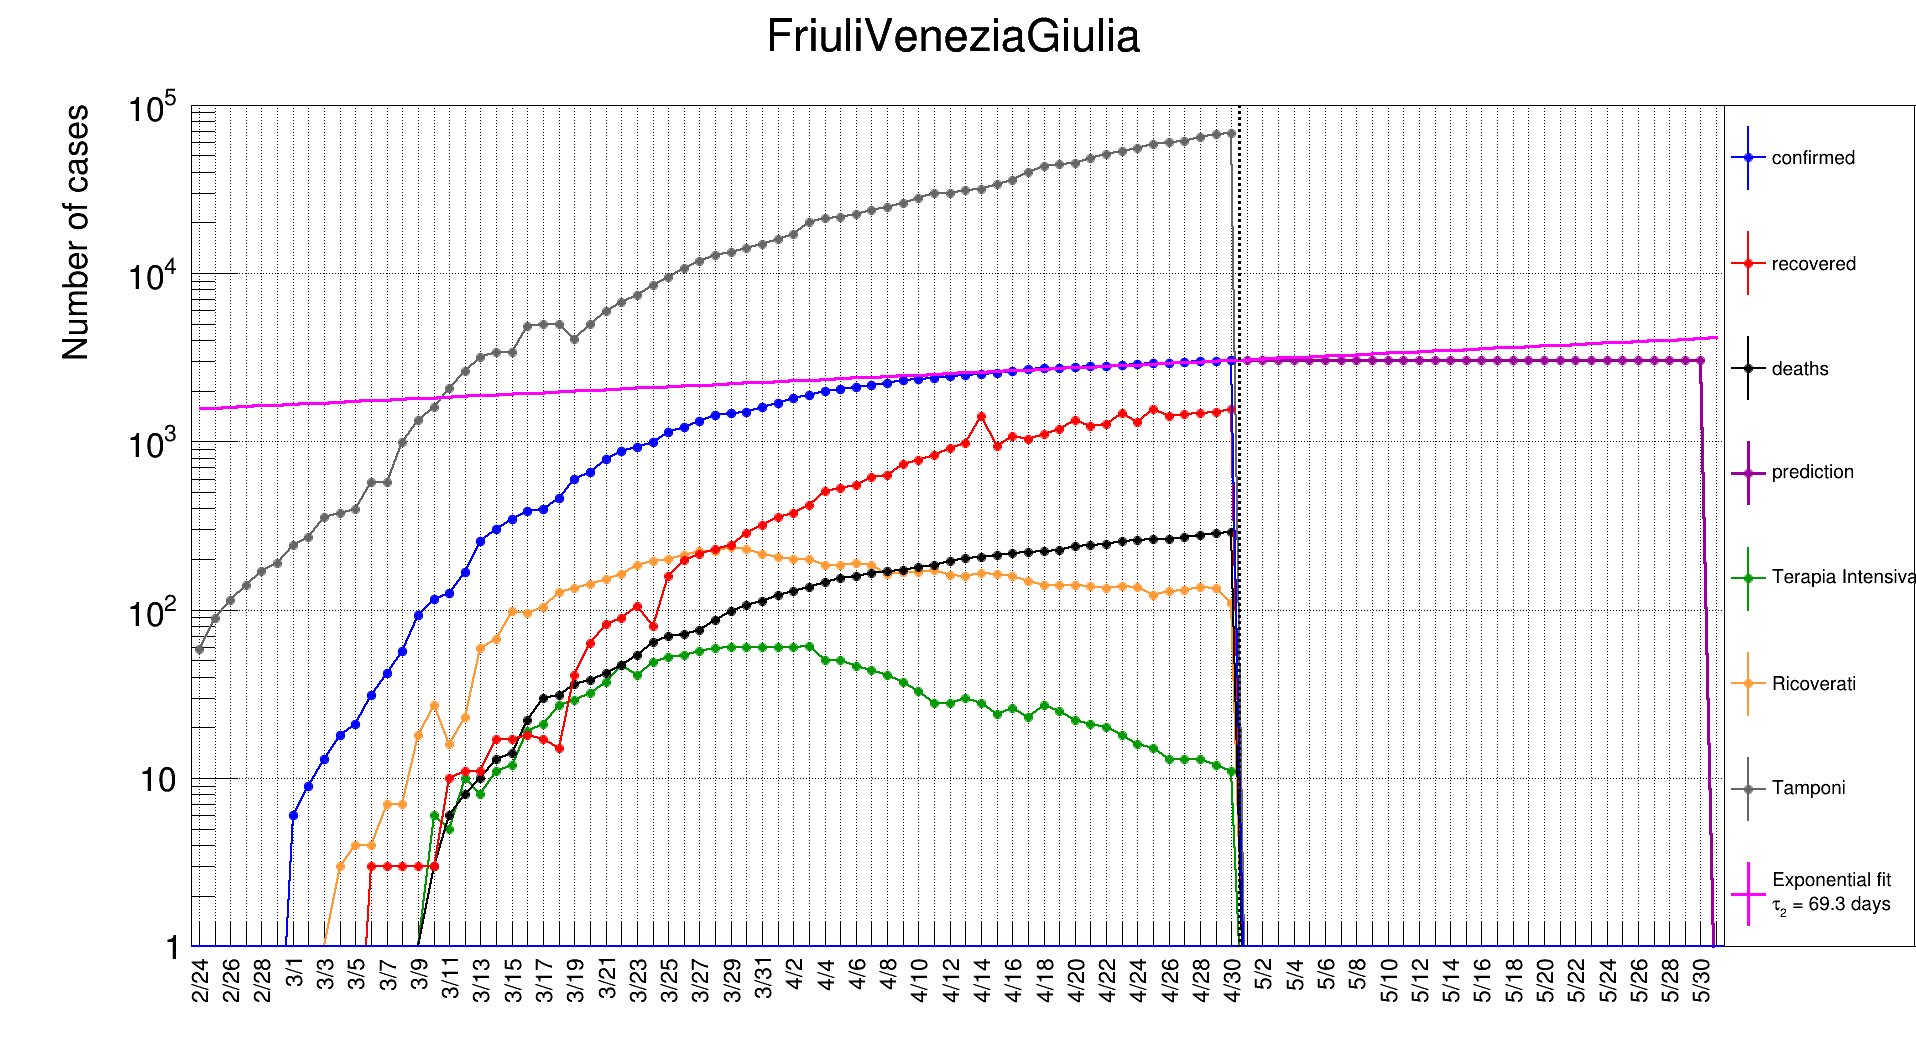 FriuliVeneziaGiulia
Number of cases
10^5
10^4
10^3
10^2
10
1
2/24 2/26 2/28 3/1 3/3 3/5 3/7 3/9 3/11 3/13 3/15 3/17 3/19 3/21 3/23 3/25 3/27 3/29 3/31 4/2 4/4 4/6 4/8 4/10 4/12 4/14 4/16 4/18 4/20 4/22 4/24 4/26 4/28 4/30 5/2 5/4 5/6 5/8 5/10 5/12 5/14 5/16 5/18 5/20 5/22 5/24 5/26 5/28 5/30
confirmed
recovered
deaths
prediction
Terapia Intensiva
Ricoverati
Tamponi
Exponential fit
τ₂ = 69.3 days